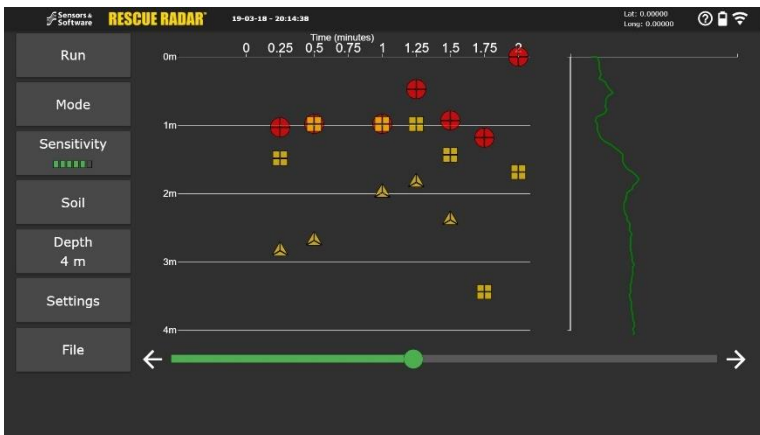 Sensors &
Software
RESCUE RADAR™
19-03-18 - 20:14:38
Lat: 0.00000
Long: 0.00000
Run
Mode
Sensitivity
Soil
Depth
4 m
Settings
File
Time (minutes)
0 0.25 0.5 0.75 1 1.25 1.5 1.75 2
0m
1m
2m
3m
4m